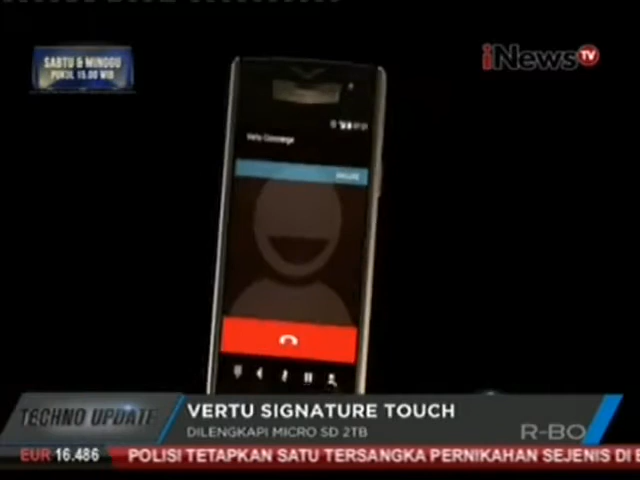 SABTU & MINGGU
PUKUL 15.00 WIB
iNews TV
Vertu Concierge
VERTU SIGNATURE TOUCH
TECHNO UPDATE
DILENGKAPI MICRO SD 2TB
R-BO
EUR 16.486 POLISI TETAPKAN SATU TERSANGKA PERNIKAHAN SEJENIS DI B